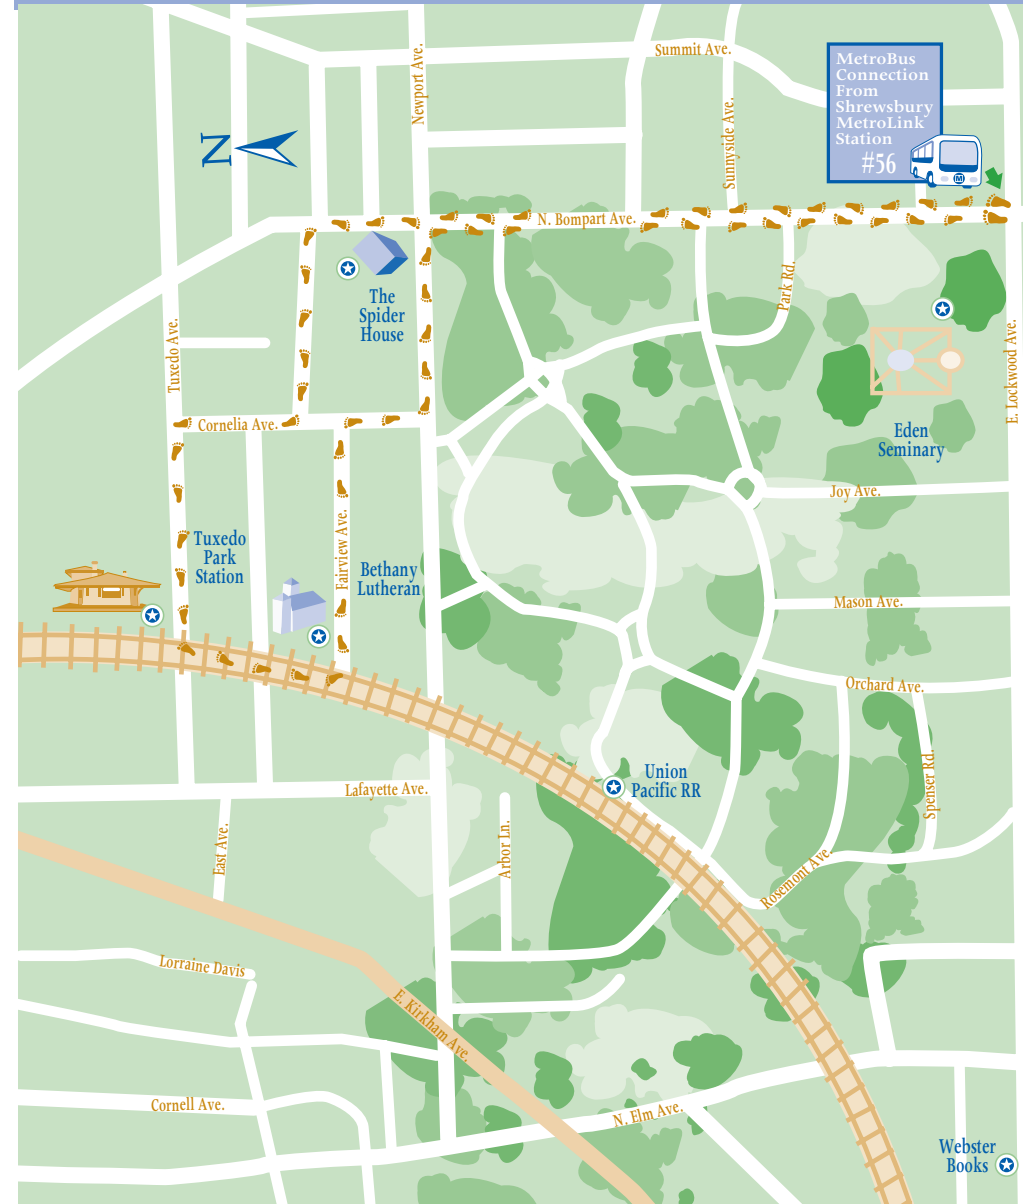 Summit Ave.
Newport Ave.
Sunnyside Ave.
MetroBus
Connection
From
Shrewsbury
MetroLink
Station
#56
M
N
N. Bompart Ave.
Park Rd.
The
Spider
House
Tuxedo Ave.
E. Lockwood Ave.
Cornelia Ave.
Eden
Seminary
Joy Ave.
Tuxedo
Park
Station
Fairview Ave.
Bethany
Lutheran
Mason Ave.
Orchard Ave.
Union
Pacific RR
Spenser Rd.
Lafayette Ave.
East Ave.
Arbor Ln.
Rosemont Ave.
Lorraine Davis
E. Kirkham Ave.
Cornell Ave.
N. Elm Ave.
Webster
Books